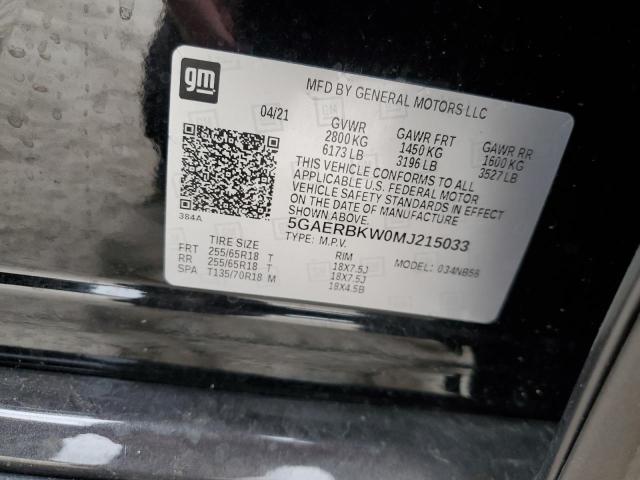 gm
MFD BY GENERAL MOTORS LLC
04/21
GVWR GAWR FRT GAWR RR
2800 KG 1450 KG 1600 KG
6173 LB 3196 LB 3527 LB
THIS VEHICLE CONFORMS TO ALL
APPLICABLE U.S. FEDERAL MOTOR
VEHICLE SAFETY STANDARDS IN EFFECT
ON THE DATE OF MANUFACTURE
SHOWN ABOVE.
384A
5GAERBKW0MJ215033
TYPE: M.P.V.
TIRE SIZE RIM MODEL: 034NB56
FRT 255/65R18 T 18X7.5J
RR 255/65R18 T 18X7.5J
SPA T135/70R18 M 18X4.5B